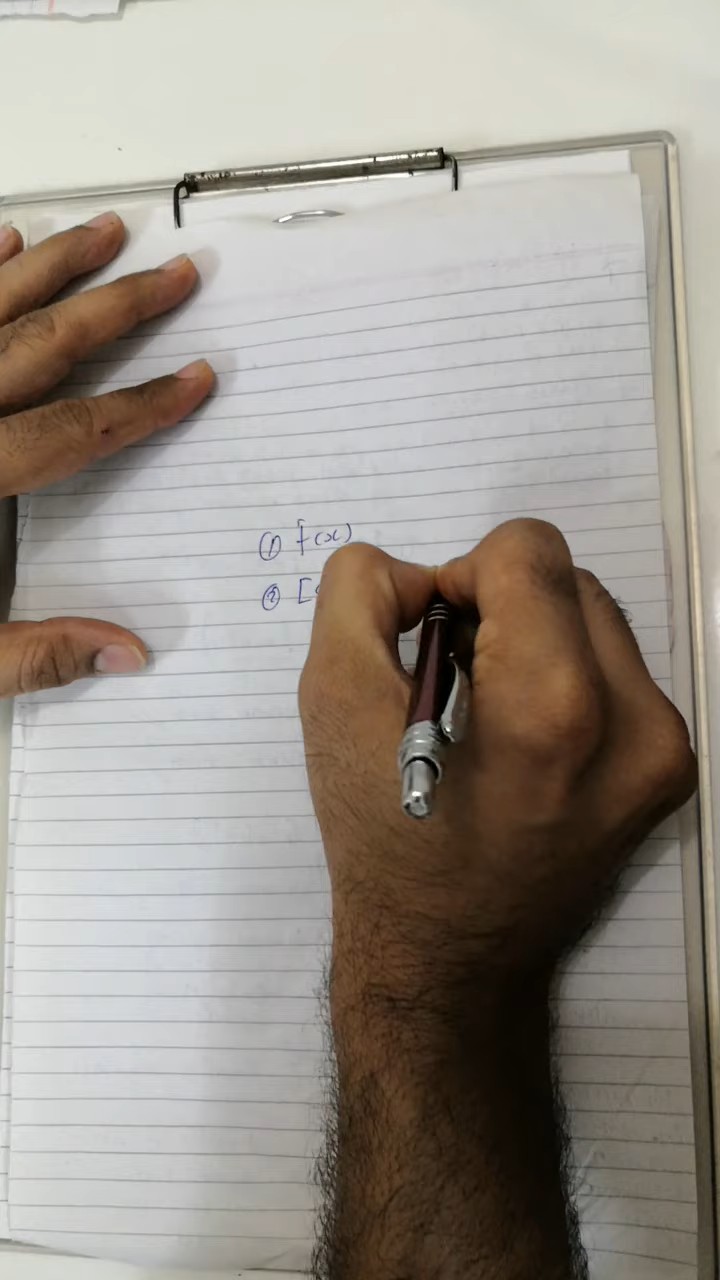 ① f(x)
② [